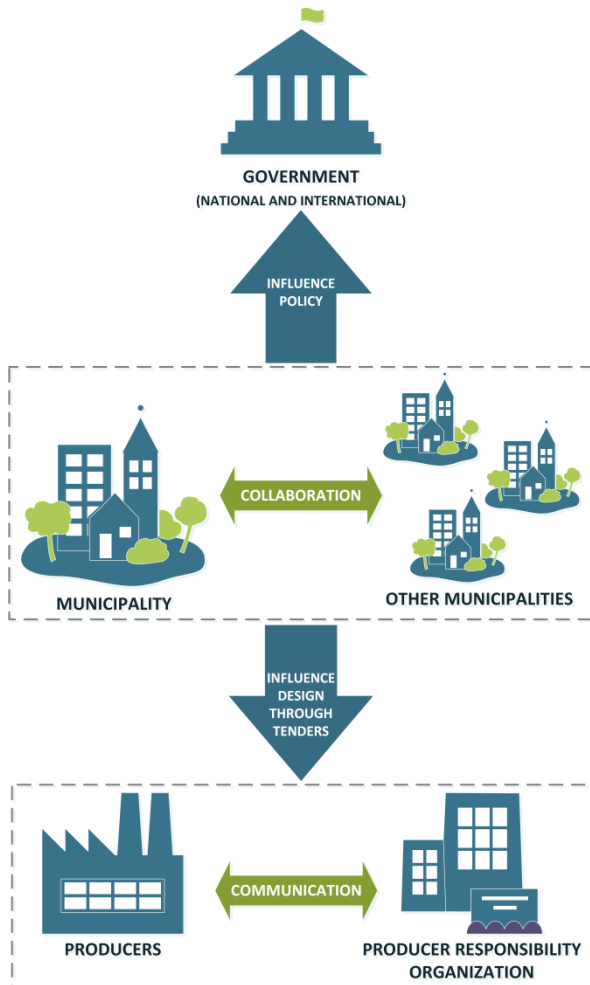 GOVERNMENT
(NATIONAL AND INTERNATIONAL)
INFLUENCE
POLICY
COLLABORATION
MUNICIPALITY
OTHER MUNICIPALITIES
INFLUENCE
DESIGN
THROUGH
TENDERS
COMMUNICATION
PRODUCERS
PRODUCER RESPONSIBILITY
ORGANIZATION